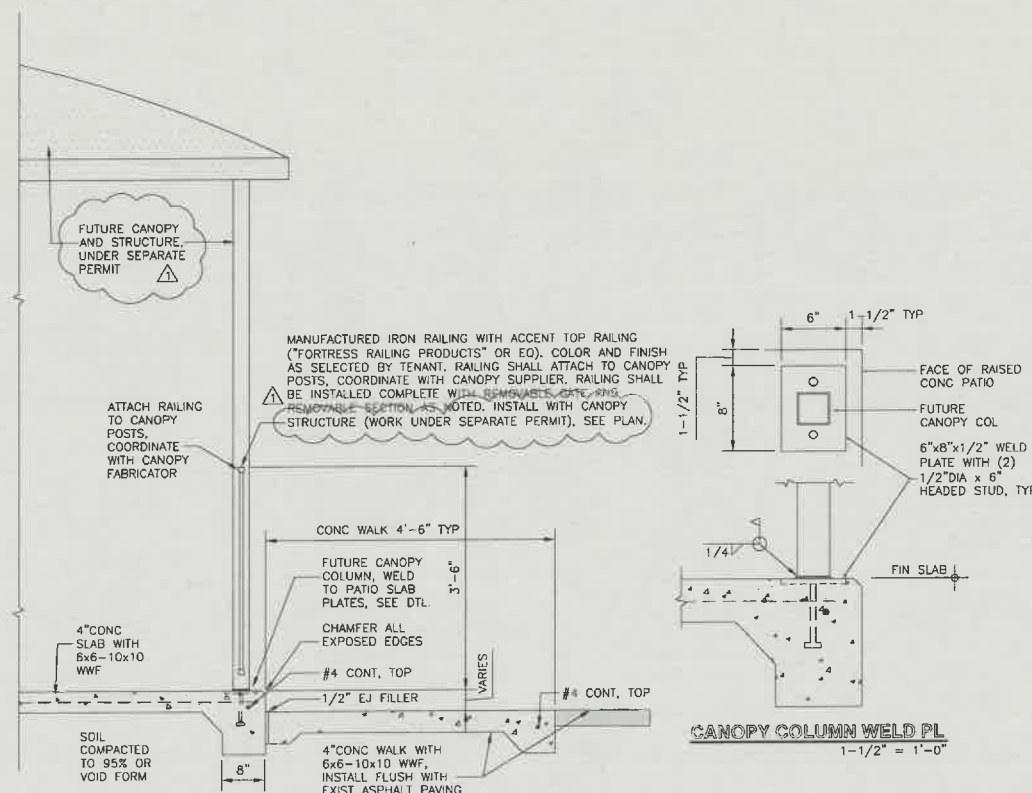 FUTURE CANOPY
AND STRUCTURE,
UNDER SEPARATE
PERMIT
1
MANUFACTURED IRON RAILING WITH ACCENT TOP RAILING
("FORTRESS RAILING PRODUCTS" OR EQ). COLOR AND FINISH
AS SELECTED BY TENANT. RAILING SHALL ATTACH TO CANOPY
POSTS, COORDINATE WITH CANOPY SUPPLIER. RAILING SHALL
1
BE INSTALLED COMPLETE WITH REMOVABLE GATE AND
REMOVABLE SECTION AS NOTED. INSTALL WITH CANOPY
STRUCTURE (WORK UNDER SEPARATE PERMIT), SEE PLAN.
ATTACH RAILING
TO CANOPY
POSTS,
COORDINATE
WITH CANOPY
FABRICATOR
CONC WALK 4'-6" TYP
3'-6"
FUTURE CANOPY
COLUMN, WELD
TO PATIO SLAB
PLATES, SEE DTL.
CHAMFER ALL
EXPOSED EDGES
#4 CONT, TOP
1/2" EJ FILLER
VARIES
#4 CONT, TOP
4"CONC
SLAB WITH
6x6-10x10
WWF
SOIL
COMPACTED
TO 95% OR
VOID FORM
8"
4"CONC WALK WITH
6x6-10x10 WWF,
INSTALL FLUSH WITH
EXIST ASPHALT PAVING
6"
1-1/2" TYP
1-1/2" TYP
8"
FACE OF RAISED
CONC PATIO
FUTURE
CANOPY COL
6"x8"x1/2" WELD
PLATE WITH (2)
1/2"DIA x 6"
HEADED STUD, TYP
1/4
FIN SLAB
CANOPY COLUMN WELD PL
1-1/2" = 1'-0"